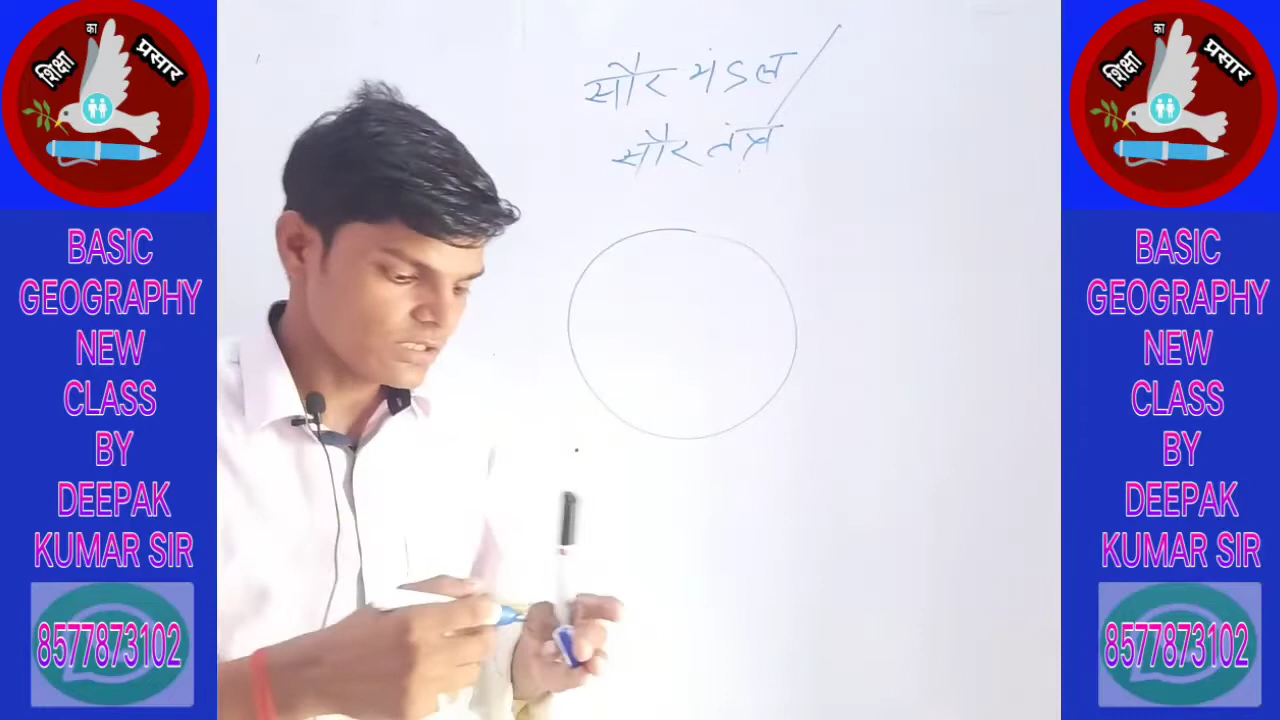 शिक्षा का प्रसार
BASIC
GEOGRAPHY
NEW
CLASS
BY
DEEPAK
KUMAR SIR
8577873102
सौर मंडल
सौर तंत्र
शिक्षा का प्रसार
BASIC
GEOGRAPHY
NEW
CLASS
BY
DEEPAK
KUMAR SIR
8577873102